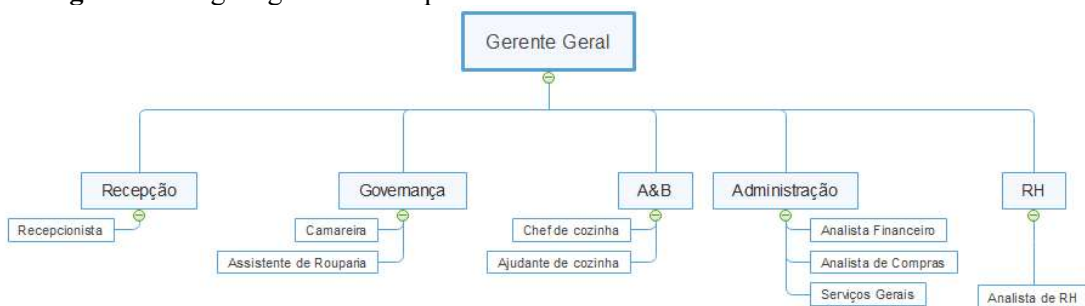 Gerente Geral
Recepção
Governança
A&B
Administração
RH
Recepcionista
Camareira
Chef de cozinha
Analista Financeiro
Assistente de Rouparia
Ajudante de cozinha
Analista de Compras
Serviços Gerais
Analista de RH